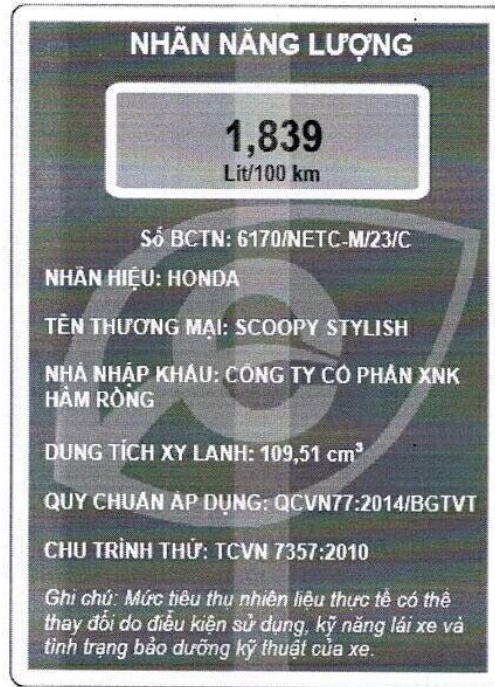 NHÃN NĂNG LƯỢNG
1,839
Lít/100 km
Số BCTN: 6170/NETC-M/23/C
NHÃN HIỆU: HONDA
TÊN THƯƠNG MẠI: SCOOPY STYLISH
NHÀ NHẬP KHẨU: CÔNG TY CỔ PHẦN XNK
HÀM RỒNG
DUNG TÍCH XY LANH: 109,51 cm³
QUY CHUẨN ÁP DỤNG: QCVN77:2014/BGTVT
CHU TRÌNH THỬ: TCVN 7357:2010
Ghi chú: Mức tiêu thụ nhiên liệu thực tế có thể
thay đổi do điều kiện sử dụng, kỹ năng lái xe và
tình trạng bảo dưỡng kỹ thuật của xe.